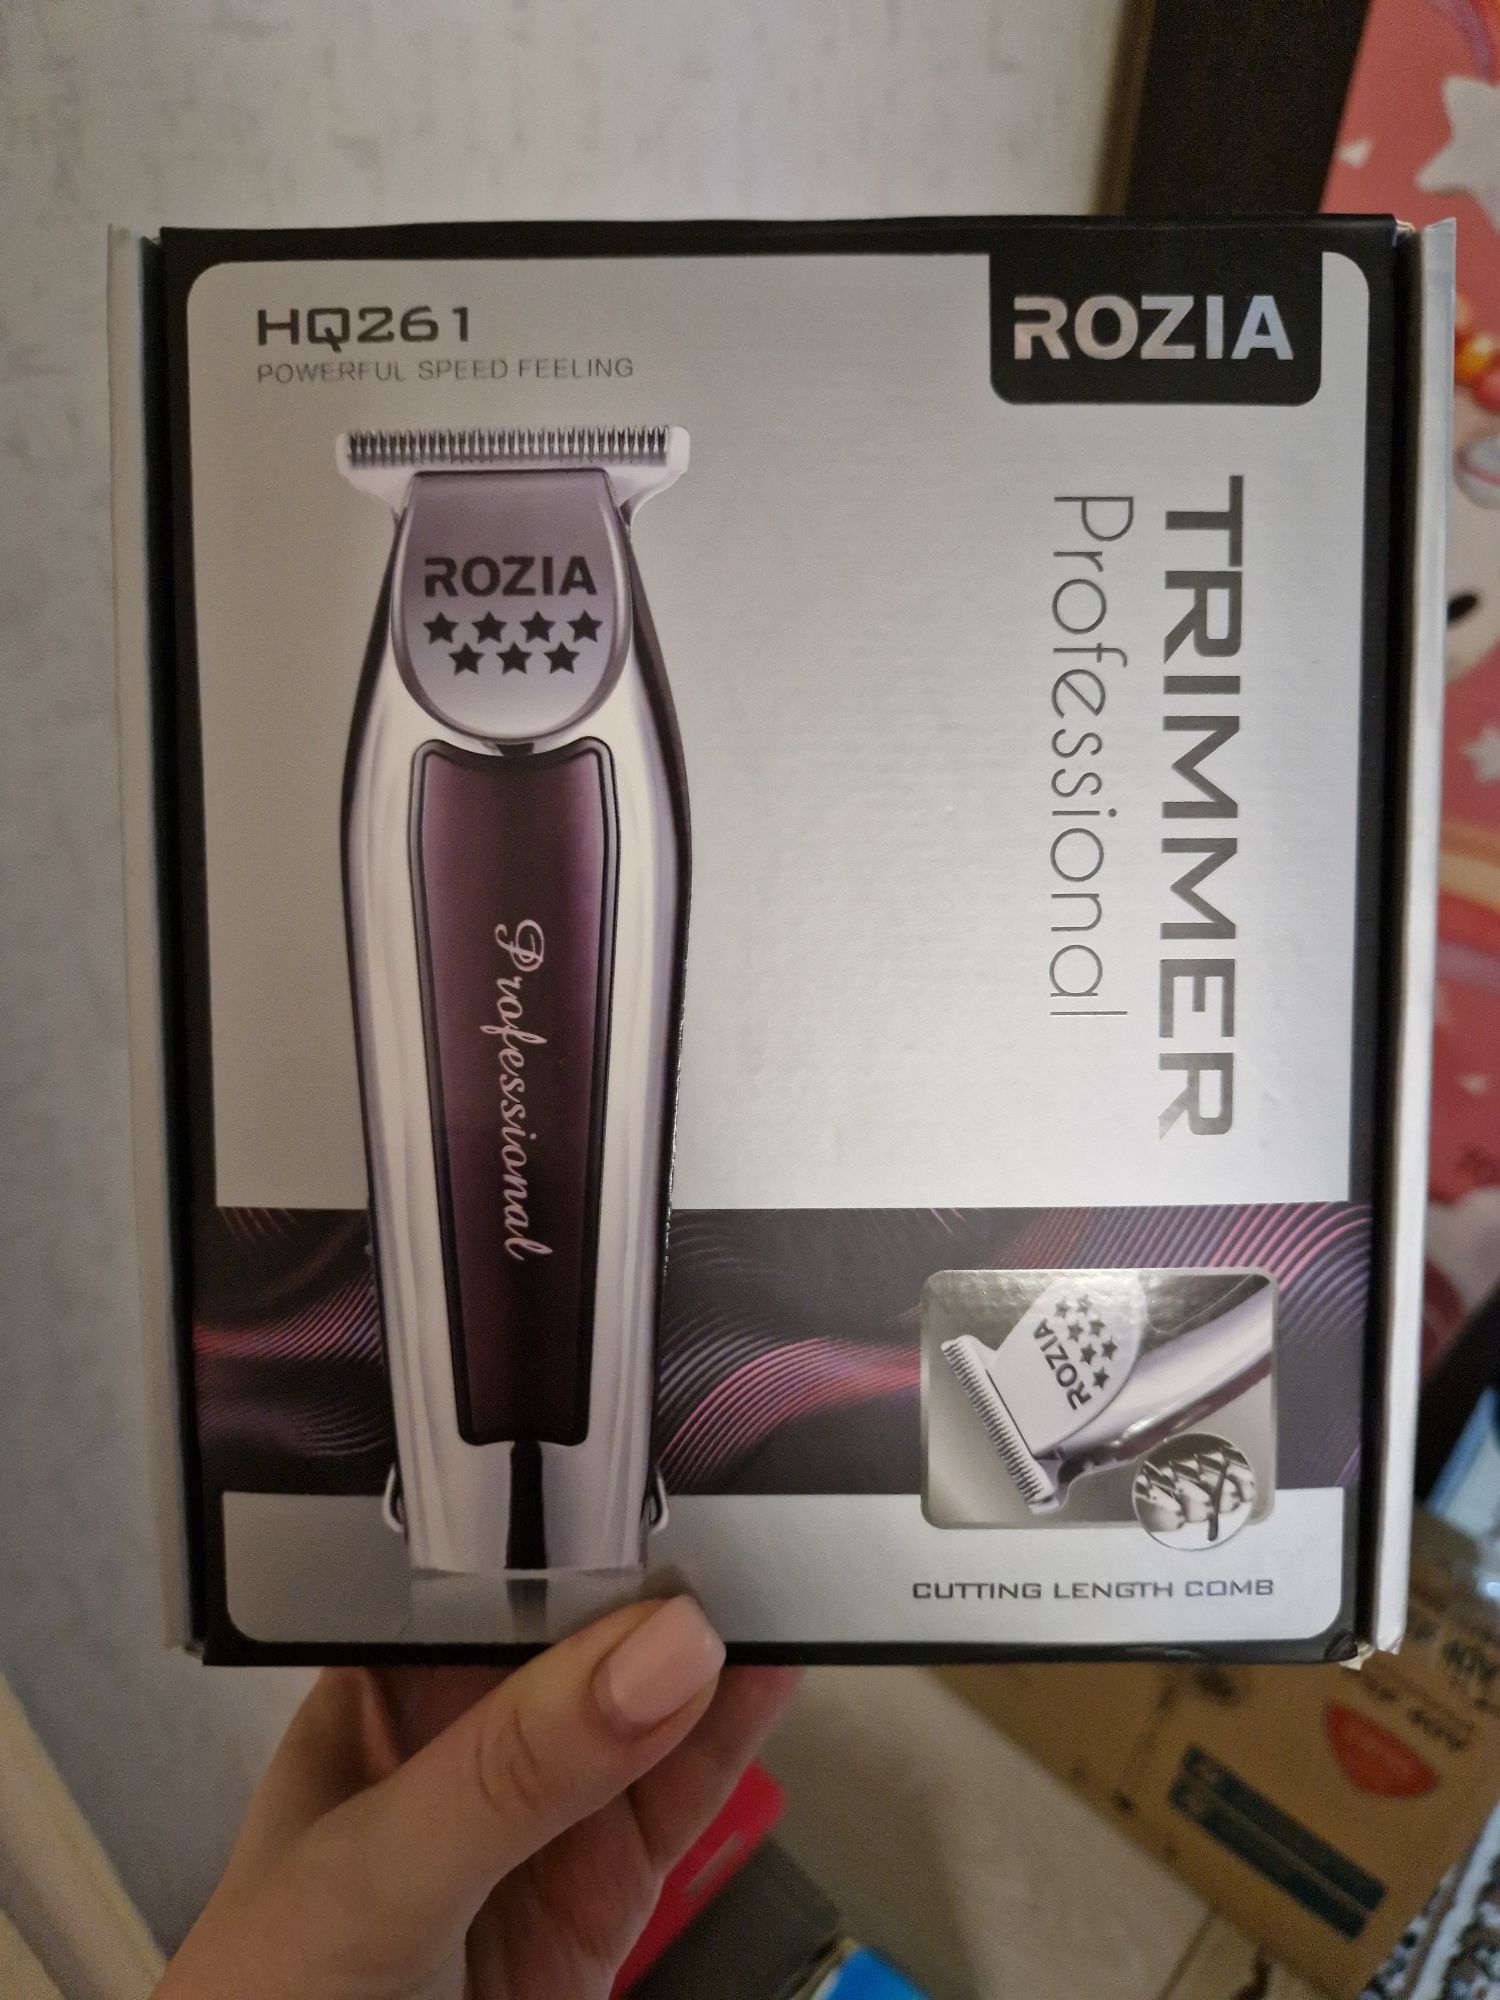 HQ261
POWERFUL SPEED FEELING
ROZIA
TRIMMER
Professional
ROZIA
Professional
ROZIA
CUTTING LENGTH COMB